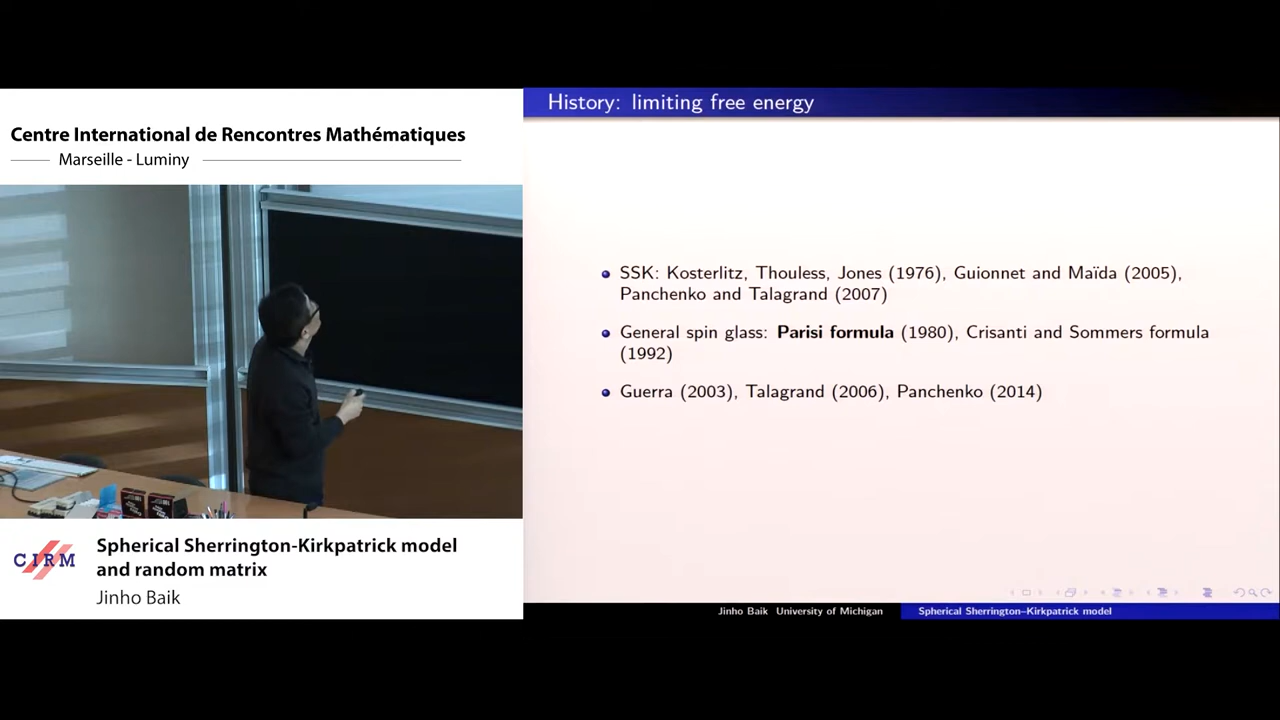 Centre International de Rencontres Mathématiques
Marseille - Luminy
CIRM
Spherical Sherrington-Kirkpatrick model
and random matrix
Jinho Baik
History: limiting free energy
SSK: Kosterlitz, Thouless, Jones (1976), Guionnet and Maïda (2005),
Panchenko and Talagrand (2007)
General spin glass: Parisi formula (1980), Crisanti and Sommers formula
(1992)
Guerra (2003), Talagrand (2006), Panchenko (2014)
Jinho Baik University of Michigan
Spherical Sherrington–Kirkpatrick model